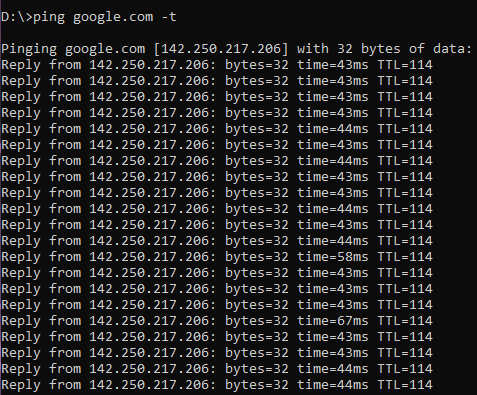 D:\>ping google.com -t
Pinging google.com [142.250.217.206] with 32 bytes of data:
Reply from 142.250.217.206: bytes=32 time=43ms TTL=114
Reply from 142.250.217.206: bytes=32 time=43ms TTL=114
Reply from 142.250.217.206: bytes=32 time=43ms TTL=114
Reply from 142.250.217.206: bytes=32 time=43ms TTL=114
Reply from 142.250.217.206: bytes=32 time=44ms TTL=114
Reply from 142.250.217.206: bytes=32 time=43ms TTL=114
Reply from 142.250.217.206: bytes=32 time=44ms TTL=114
Reply from 142.250.217.206: bytes=32 time=43ms TTL=114
Reply from 142.250.217.206: bytes=32 time=43ms TTL=114
Reply from 142.250.217.206: bytes=32 time=44ms TTL=114
Reply from 142.250.217.206: bytes=32 time=43ms TTL=114
Reply from 142.250.217.206: bytes=32 time=44ms TTL=114
Reply from 142.250.217.206: bytes=32 time=58ms TTL=114
Reply from 142.250.217.206: bytes=32 time=43ms TTL=114
Reply from 142.250.217.206: bytes=32 time=43ms TTL=114
Reply from 142.250.217.206: bytes=32 time=43ms TTL=114
Reply from 142.250.217.206: bytes=32 time=67ms TTL=114
Reply from 142.250.217.206: bytes=32 time=43ms TTL=114
Reply from 142.250.217.206: bytes=32 time=43ms TTL=114
Reply from 142.250.217.206: bytes=32 time=44ms TTL=114
Reply from 142.250.217.206: bytes=32 time=44ms TTL=114